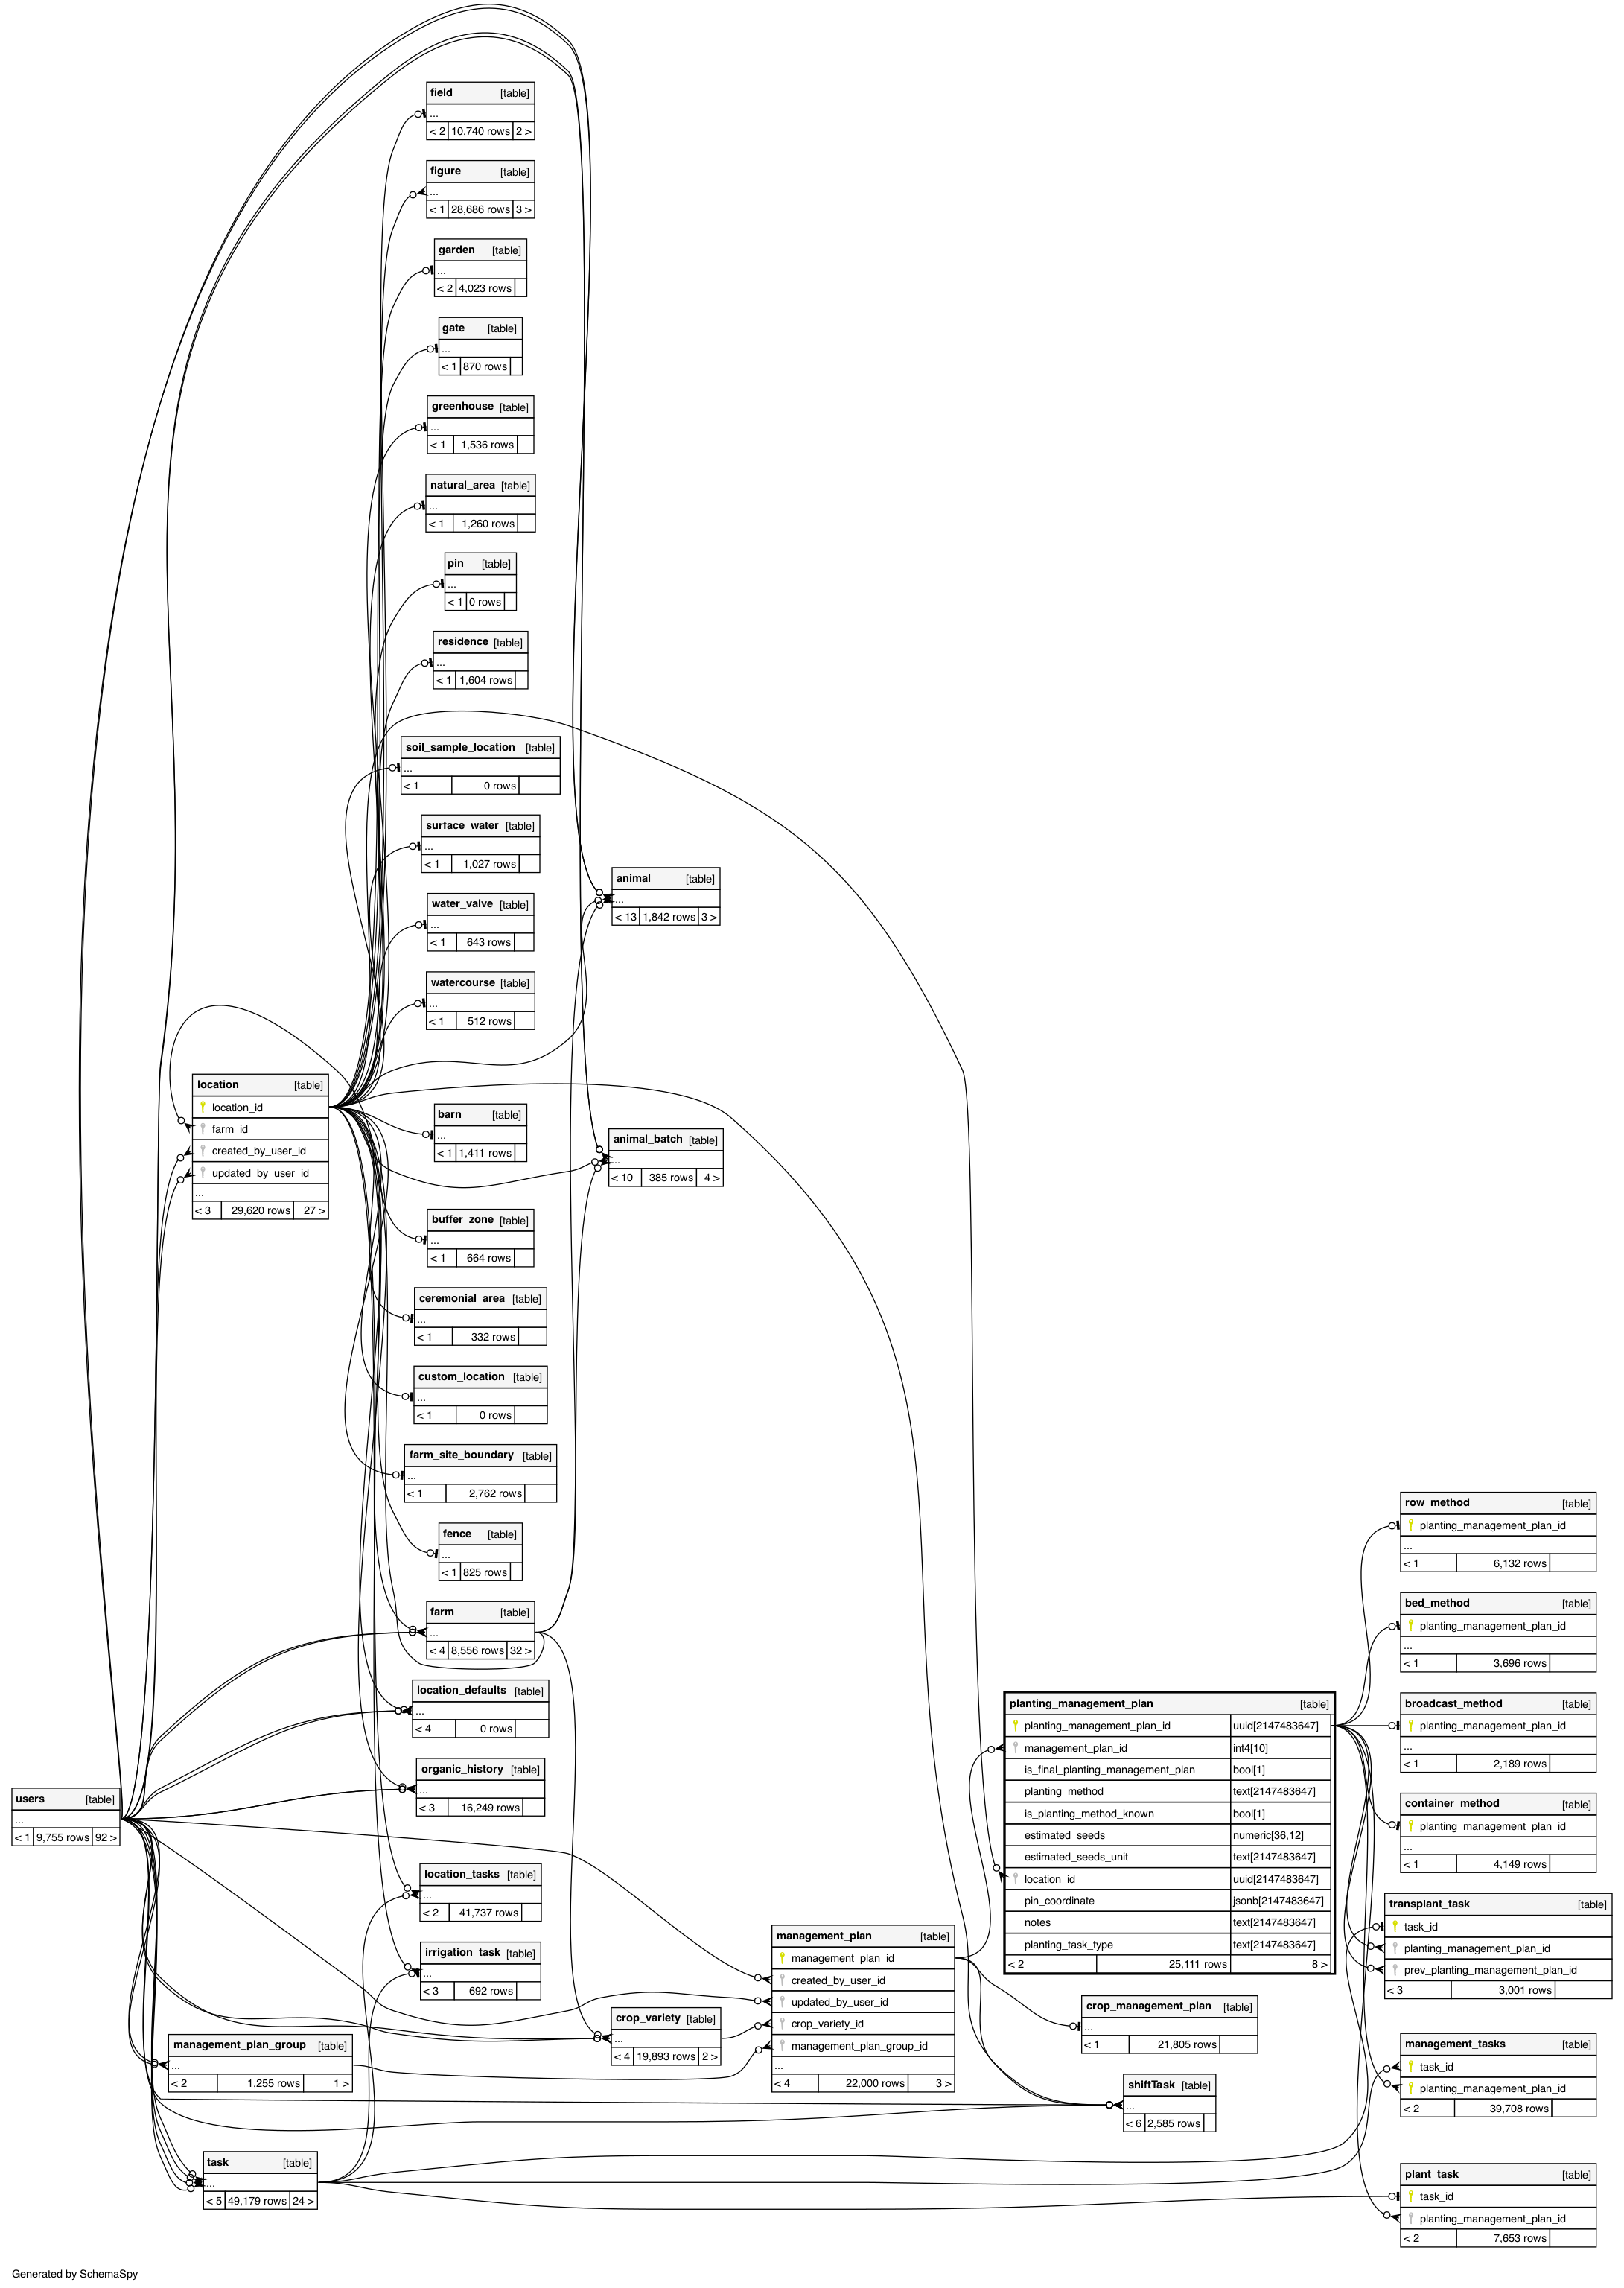 field [table]
...
< 2 10,740 rows 2 >
figure [table]
...
< 1 28,686 rows 3 >
garden [table]
...
< 2 4,023 rows
gate [table]
...
< 1 870 rows
greenhouse [table]
...
< 1 1,536 rows
natural_area [table]
...
< 1 1,260 rows
pin [table]
...
< 1 0 rows
residence [table]
...
< 1 1,604 rows
soil_sample_location [table]
...
< 1 0 rows
surface_water [table]
...
< 1 1,027 rows
water_valve [table]
...
< 1 643 rows
watercourse [table]
...
< 1 512 rows
animal [table]
...
< 13 1,842 rows 3 >
location [table]
location_id
farm_id
created_by_user_id
updated_by_user_id
...
< 3 29,620 rows 27 >
barn [table]
...
< 1 1,411 rows
animal_batch [table]
...
< 10 385 rows 4 >
buffer_zone [table]
...
< 1 664 rows
ceremonial_area [table]
...
< 1 332 rows
custom_location [table]
...
< 1 0 rows
farm_site_boundary [table]
...
< 1 2,762 rows
fence [table]
...
< 1 825 rows
farm [table]
...
< 4 8,556 rows 32 >
location_defaults [table]
...
< 4 0 rows
organic_history [table]
...
< 3 16,249 rows
users [table]
...
< 1 9,755 rows 92 >
location_tasks [table]
...
< 2 41,737 rows
irrigation_task [table]
...
< 3 692 rows
crop_variety [table]
...
< 4 19,893 rows 2 >
management_plan_group [table]
...
< 2 1,255 rows 1 >
task [table]
...
< 5 49,179 rows 24 >
management_plan [table]
management_plan_id
created_by_user_id
updated_by_user_id
crop_variety_id
management_plan_group_id
...
< 4 22,000 rows 3 >
planting_management_plan [table]
planting_management_plan_id uuid[2147483647]
management_plan_id int4[10]
is_final_planting_management_plan bool[1]
planting_method text[2147483647]
is_planting_method_known bool[1]
estimated_seeds numeric[36,12]
estimated_seeds_unit text[2147483647]
location_id uuid[2147483647]
pin_coordinate jsonb[2147483647]
notes text[2147483647]
planting_task_type text[2147483647]
< 2 25,111 rows 8 >
crop_management_plan [table]
...
< 1 21,805 rows
shiftTask [table]
...
< 6 2,585 rows
row_method [table]
planting_management_plan_id
...
< 1 6,132 rows
bed_method [table]
planting_management_plan_id
...
< 1 3,696 rows
broadcast_method [table]
planting_management_plan_id
...
< 1 2,189 rows
container_method [table]
planting_management_plan_id
...
< 1 4,149 rows
transplant_task [table]
task_id
planting_management_plan_id
prev_planting_management_plan_id
< 3 3,001 rows
management_tasks [table]
task_id
planting_management_plan_id
< 2 39,708 rows
plant_task [table]
task_id
planting_management_plan_id
< 2 7,653 rows
Generated by SchemaSpy